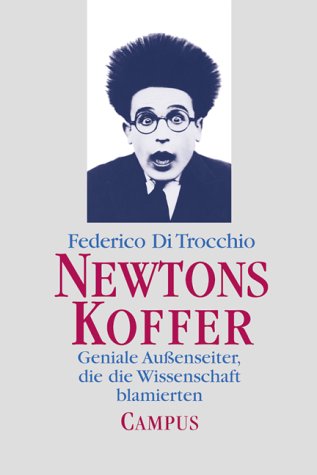 Federico Di Trocchio
NEWTONS
KOFFER
Geniale Außenseiter,
die die Wissenschaft
blamierten
CAMPUS